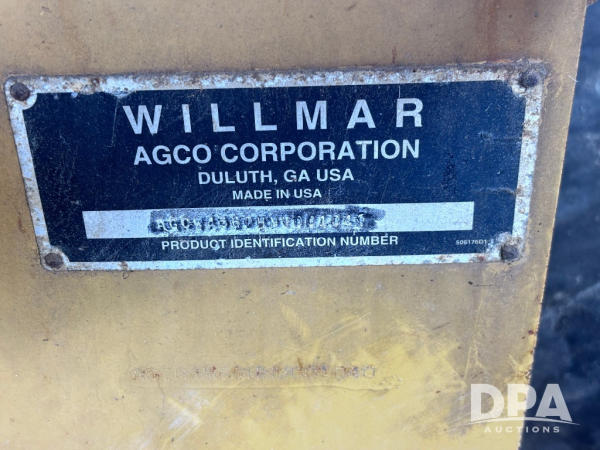 WILLMAR
AGCO CORPORATION
DULUTH, GA USA
MADE IN USA
PRODUCT IDENTIFICATION NUMBER
DPA
AUCTIONS